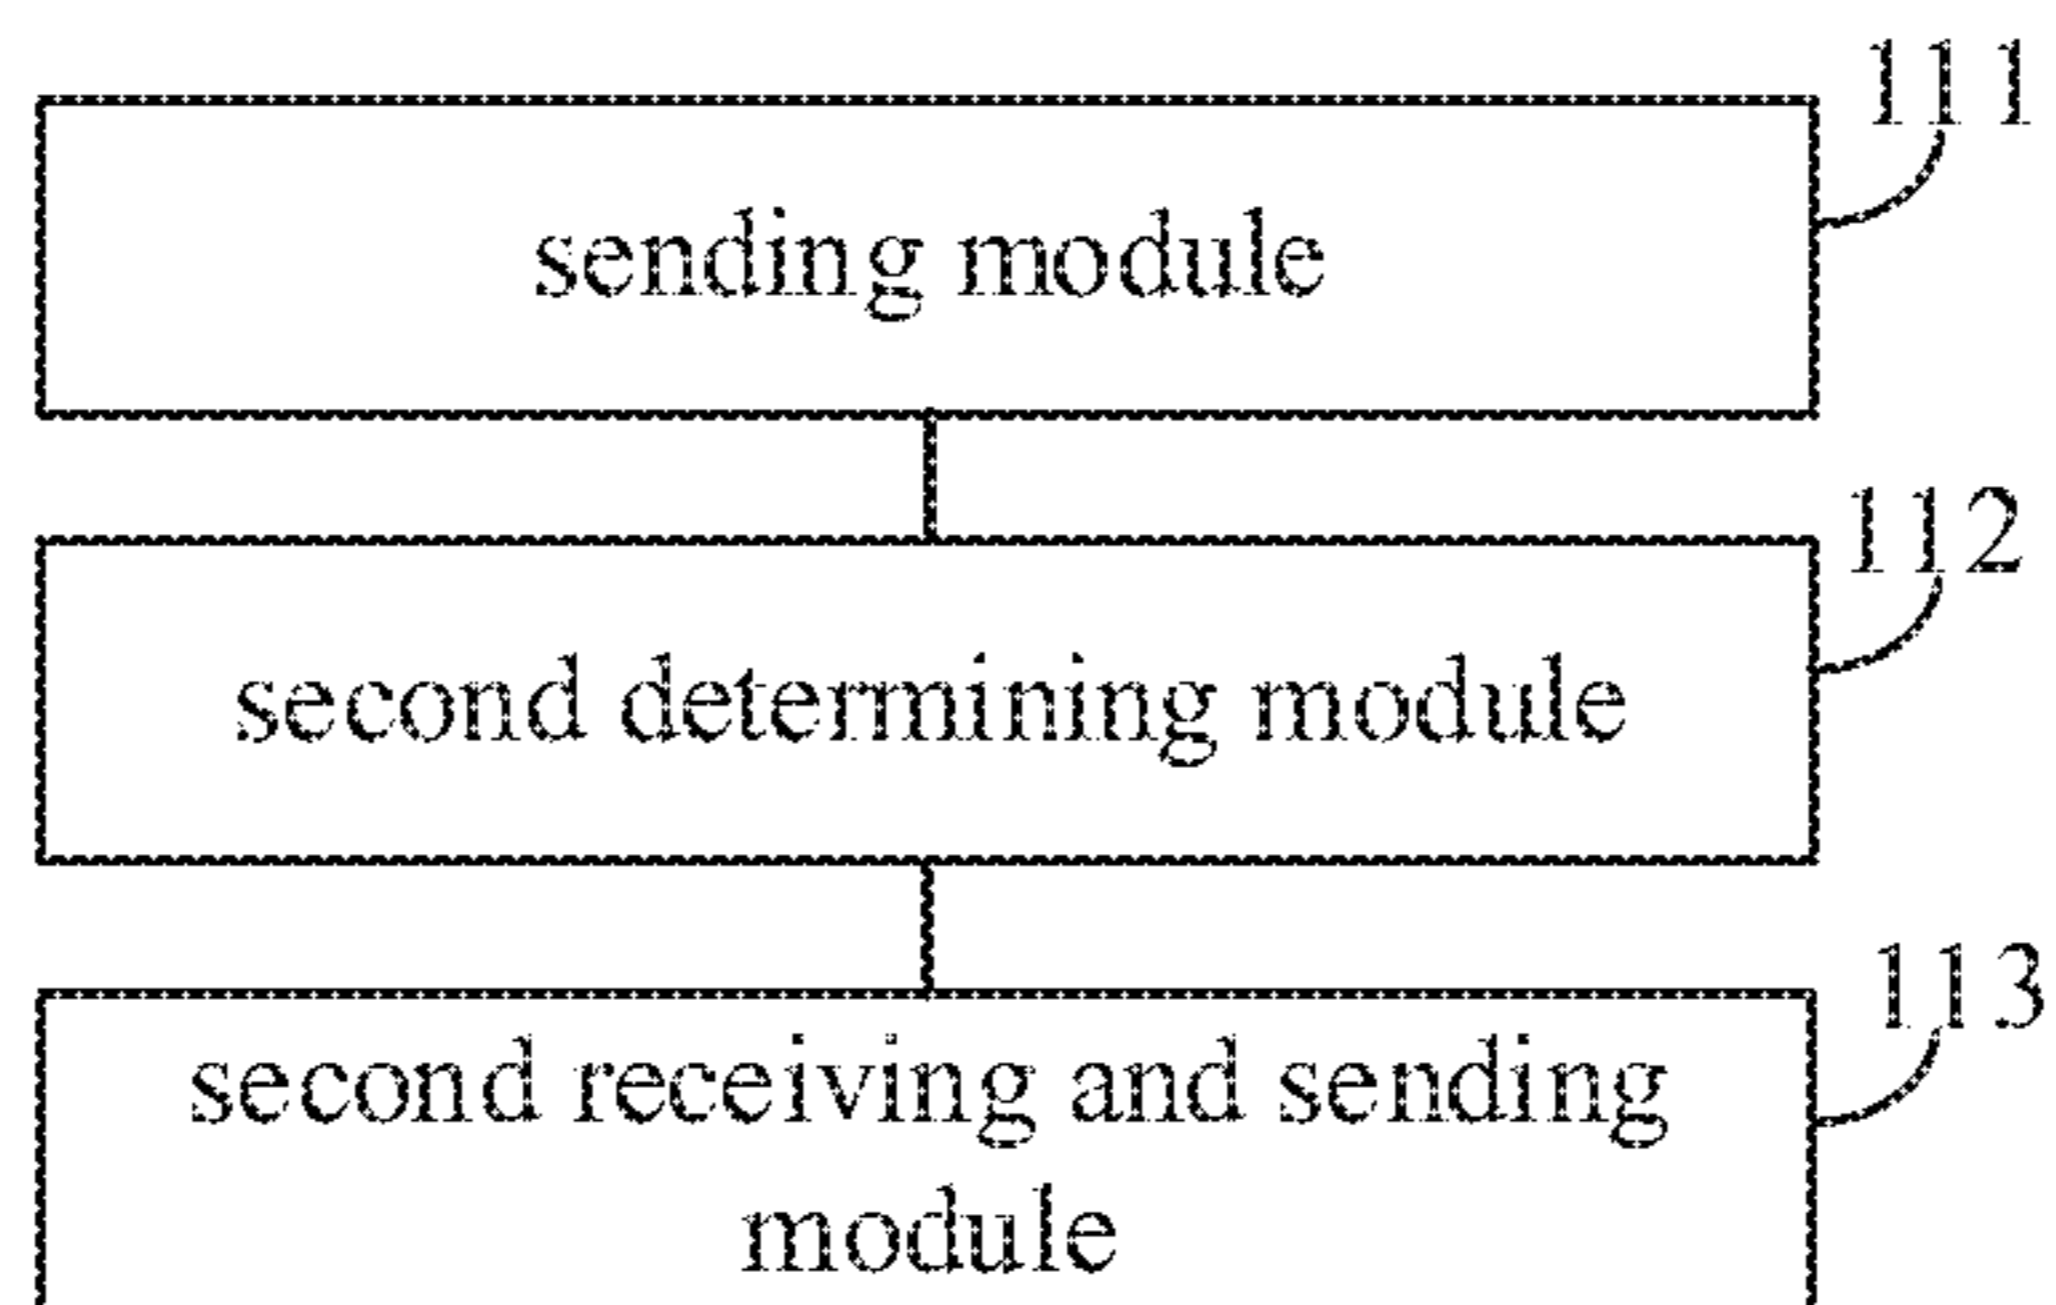 111
sending module
112
second determining module
113
second receiving and sending
module